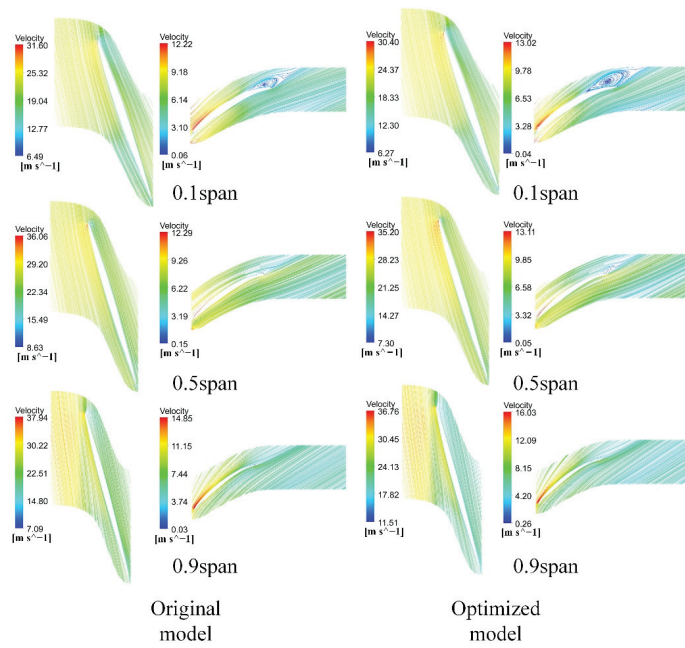 Velocity
31.60
25.32
19.04
12.77
6.49
[m s^-1]
Velocity
12.22
9.18
6.14
3.10
0.06
[m s^-1]
0.1span
Velocity
30.40
24.37
18.33
12.30
6.27
[m s^-1]
Velocity
13.02
9.78
6.53
3.28
0.04
[m s^-1]
0.1span
Velocity
36.06
29.20
22.34
15.49
8.63
[m s^-1]
Velocity
12.29
9.26
6.22
3.19
0.15
[m s^-1]
0.5span
Velocity
35.20
28.23
21.25
14.27
7.30
[m s^-1]
Velocity
13.11
9.85
6.58
3.32
0.05
[m s^-1]
0.5span
Velocity
37.94
30.22
22.51
14.80
7.09
[m s^-1]
Velocity
14.85
11.15
7.44
3.74
0.03
[m s^-1]
0.9span
Velocity
36.76
30.45
24.13
17.82
11.51
[m s^-1]
Velocity
16.03
12.09
8.15
4.20
0.26
[m s^-1]
0.9span
Original
model
Optimized
model